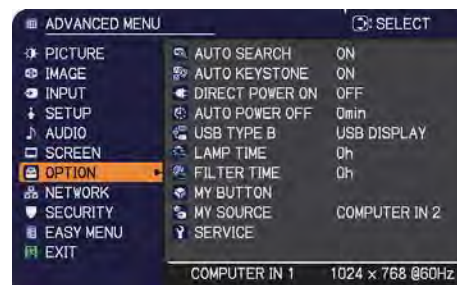 ADVANCED MENU : SELECT
PICTURE AUTO SEARCH ON
IMAGE AUTO KEYSTONE ON
INPUT DIRECT POWER ON OFF
SETUP AUTO POWER OFF 0min
AUDIO USB TYPE B USB DISPLAY
SCREEN LAMP TIME 0h
OPTION FILTER TIME 0h
NETWORK MY BUTTON
SECURITY MY SOURCE COMPUTER IN 2
EASY MENU SERVICE
EXIT
COMPUTER IN 1 1024 × 768 @60Hz